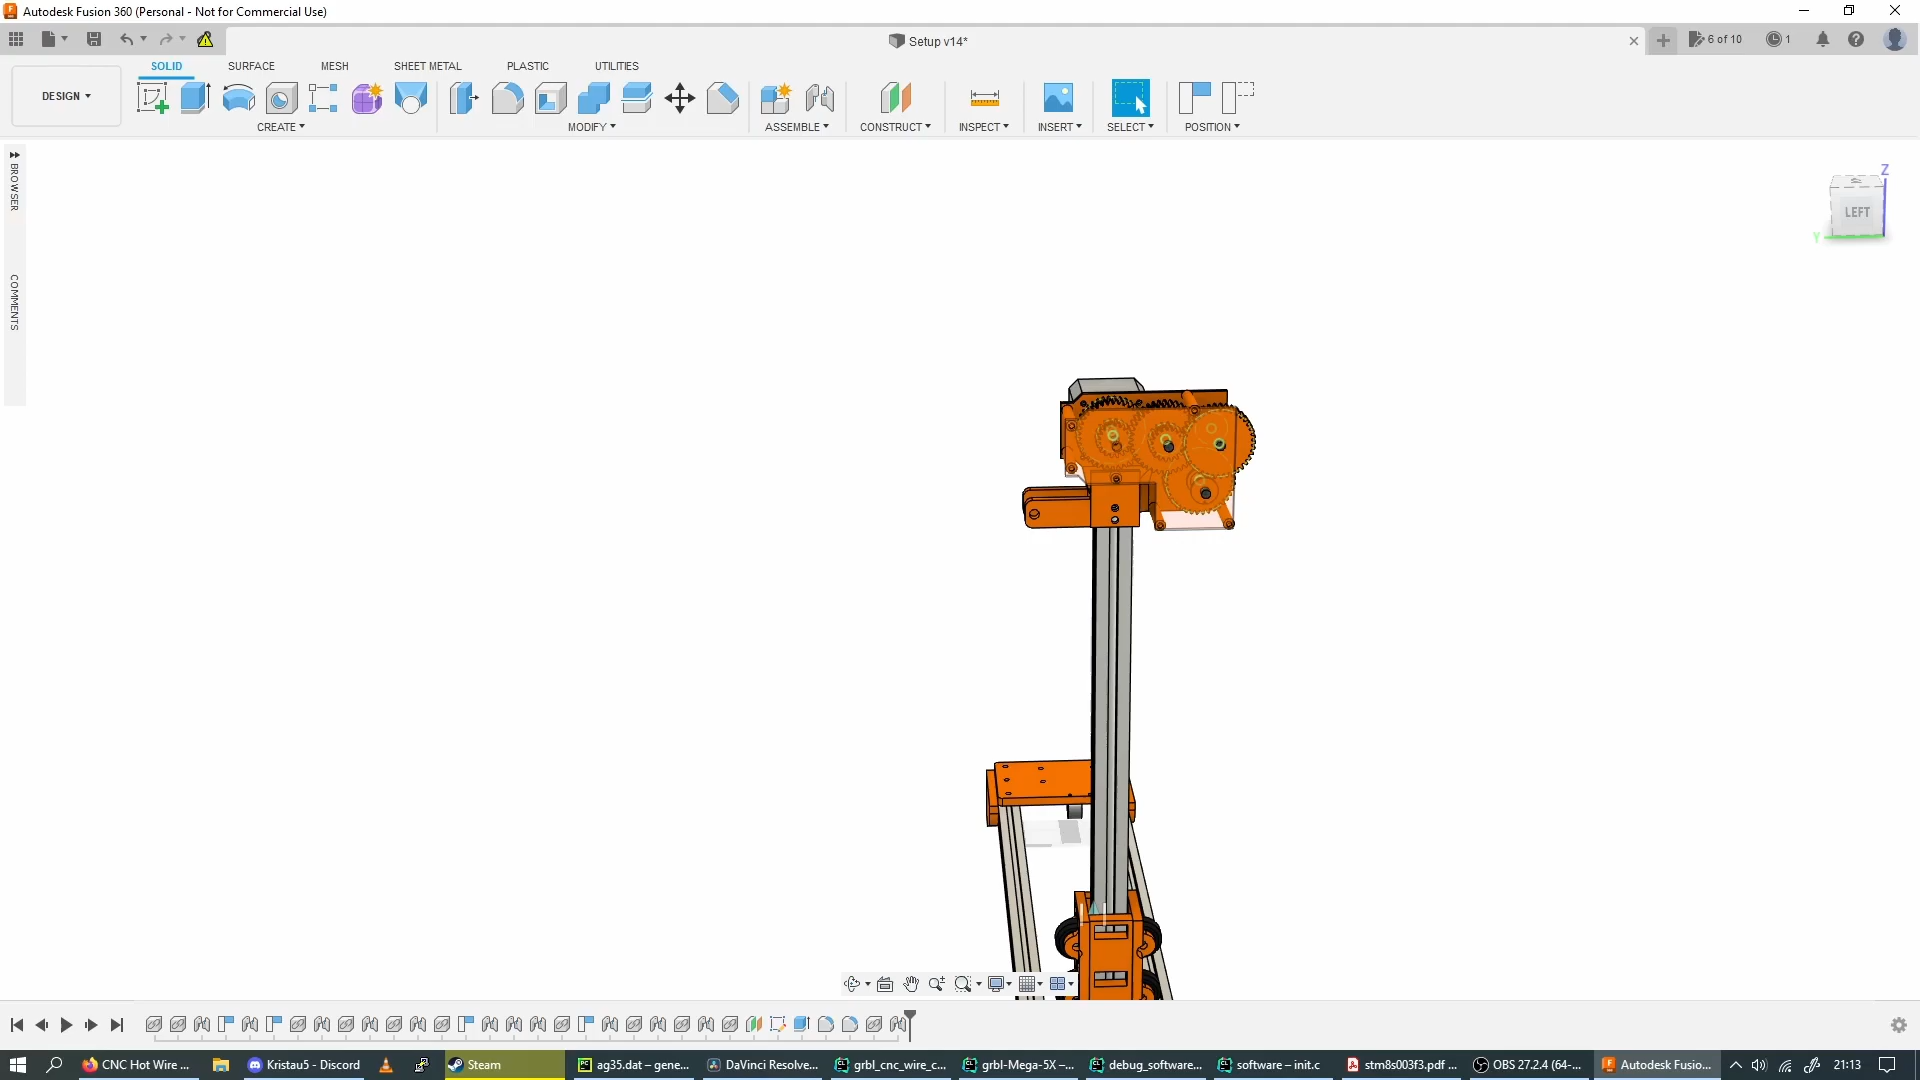 Autodesk Fusion 360 (Personal - Not for Commercial Use)
Setup v14*
6 of 10
1
DESIGN
SOLID
SURFACE
MESH
SHEET METAL
PLASTIC
UTILITIES
CREATE
MODIFY
ASSEMBLE
CONSTRUCT
INSPECT
INSERT
SELECT
POSITION
BROWSER
COMMENTS
Z
LEFT
Y
CNC Hot Wire ...
Kristau5 - Discord
Steam
ag35.dat – gene...
DaVinci Resolve...
grbl_cnc_wire_c...
grbl-Mega-5X –...
debug_software...
software – init.c
stm8s003f3.pdf ...
OBS 27.2.4 (64-...
Autodesk Fusio...
21:13